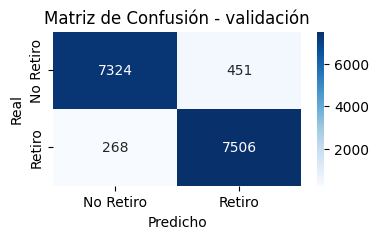 Matriz de Confusión - validación
Real
No Retiro
Retiro
7324
451
268
7506
No Retiro
Retiro
Predicho
6000
4000
2000